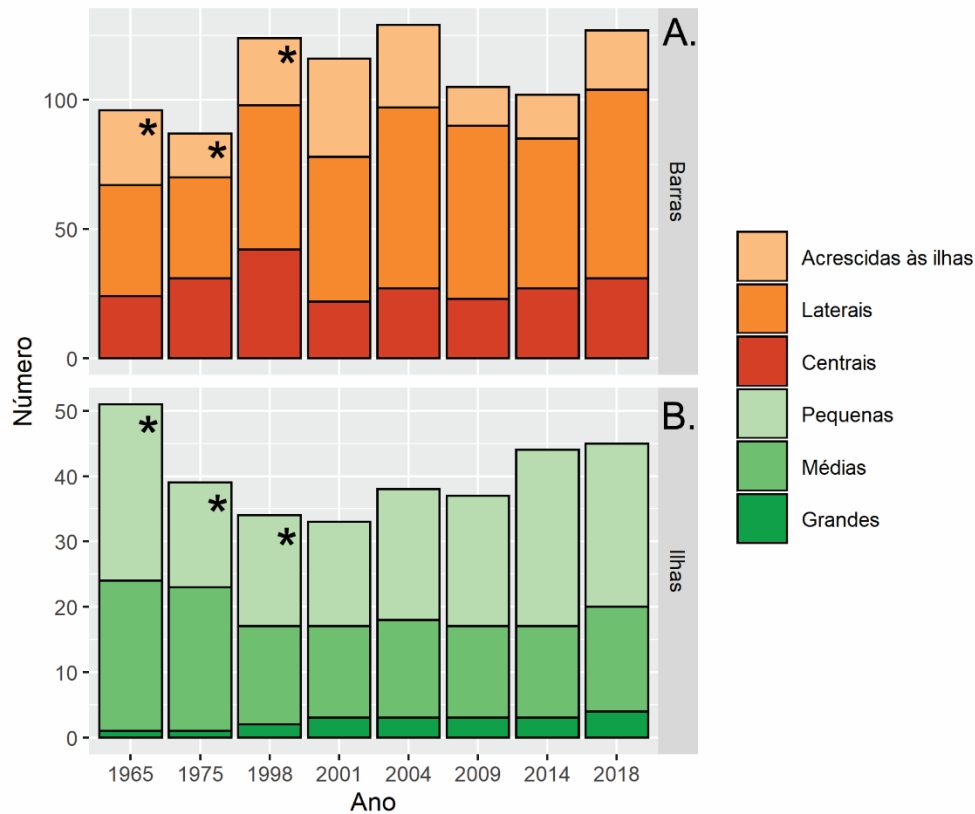 A.
*
*
*
100
50
0
Barras
Número
B.
*
*
*
50
40
30
20
10
0
Ilhas
1965 1975 1998 2001 2004 2009 2014 2018
Ano
Acrescidas às ilhas
Laterais
Centrais
Pequenas
Médias
Grandes